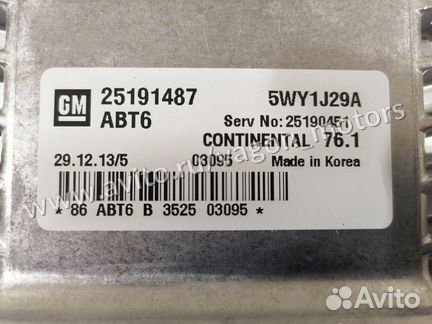 GM 25191487 5WY1J29A
ABT6 Serv No: 25190451
CONTINENTAL 76.1
29.12.13/5 03095 Made in Korea
* 86 ABT6 B 3525 03095 *
Avito